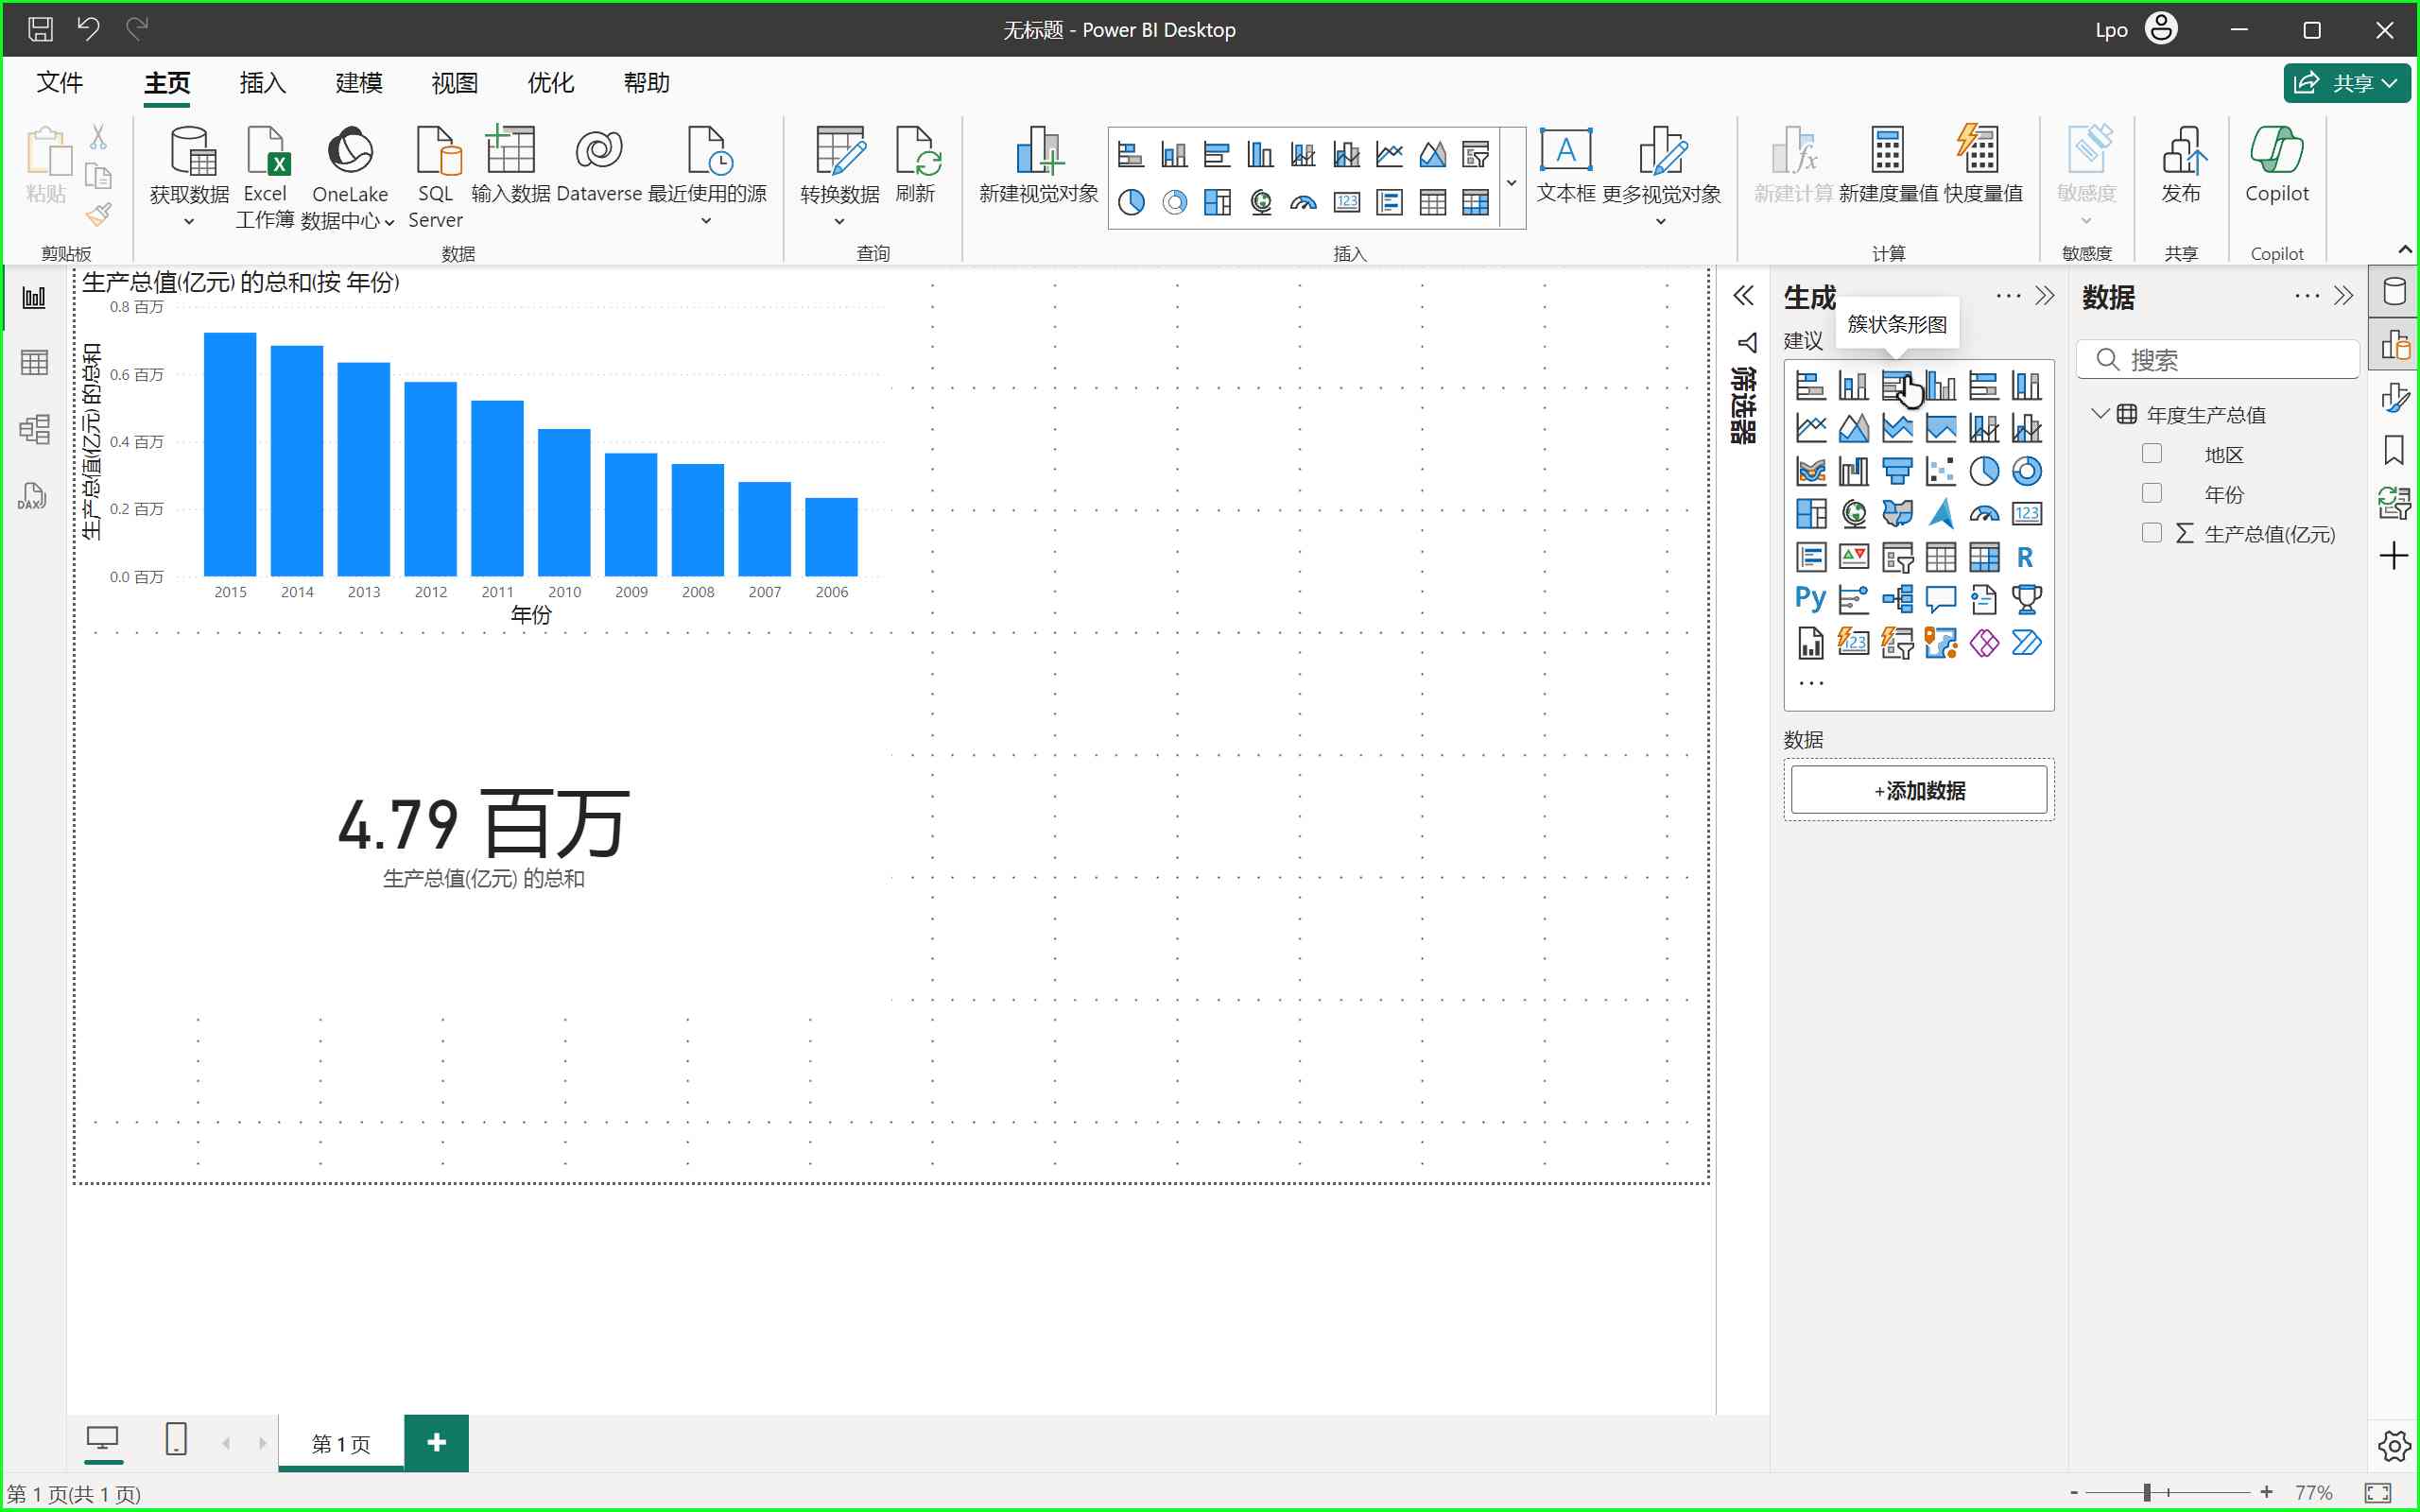 无标题 - Power BI Desktop
Lpo
文件 主页 插入 建模 视图 优化 帮助
共享
粘贴
剪贴板
获取数据
Excel 工作簿
OneLake 数据中心
SQL Server
输入数据
Dataverse
最近使用的源
数据
转换数据
刷新
查询
新建视觉对象
A
文本框
更多视觉对象
插入
新建计算
新建度量值
快度量值
计算
敏感度
敏感度
发布
共享
Copilot
Copilot
DAX
生产总值(亿元) 的总和(按 年份)
生产总值(亿元) 的总和
0.8 百万
0.6 百万
0.4 百万
0.2 百万
0.0 百万
2015 2014 2013 2012 2011 2010 2009 2008 2007 2006
年份
4.79 百万
生产总值(亿元) 的总和
筛选器
生成
簇状条形图
建议
123
R
Py
123
数据
+添加数据
数据
搜索
年度生产总值
地区
年份
∑ 生产总值(亿元)
第 1 页
第 1 页(共 1 页)
- + 77%